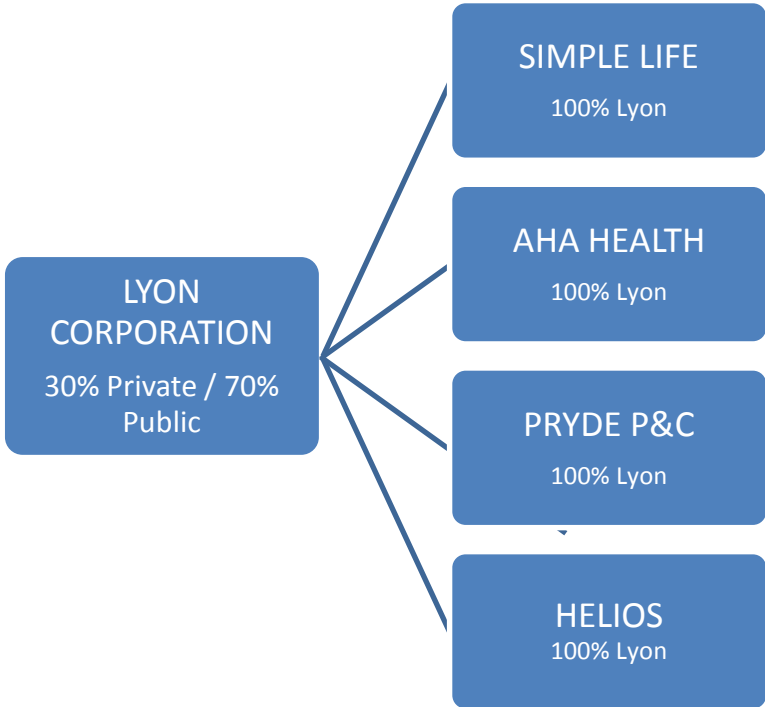 SIMPLE LIFE
100% Lyon
AHA HEALTH
100% Lyon
LYON
CORPORATION
30% Private / 70%
Public
PRYDE P&C
100% Lyon
HELIOS
100% Lyon